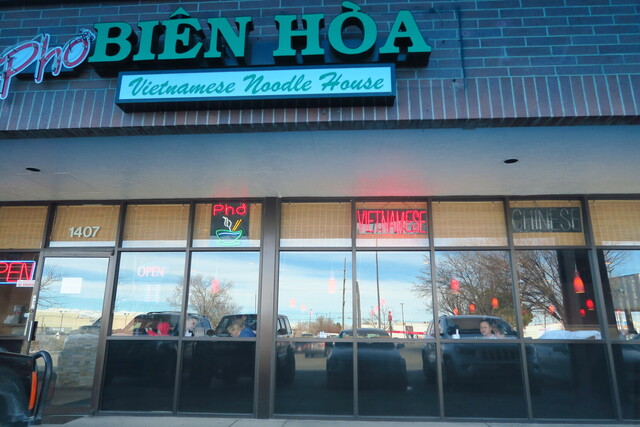 Phở BIÊN HÒA
Vietnamese Noodle House
1407
Phở
VIETNAMESE
CHINESE
OPEN
OPEN